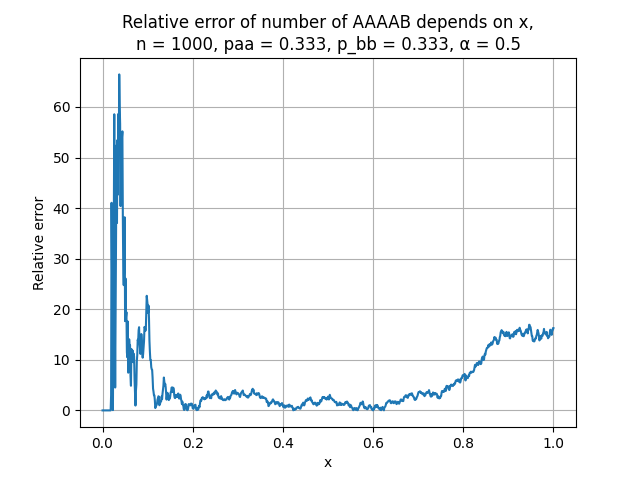 Relative error of number of AAAAB depends on x,
n = 1000, paa = 0.333, p_bb = 0.333, α = 0.5
Relative error
60
50
40
30
20
10
0
0.0 0.2 0.4 0.6 0.8 1.0
x